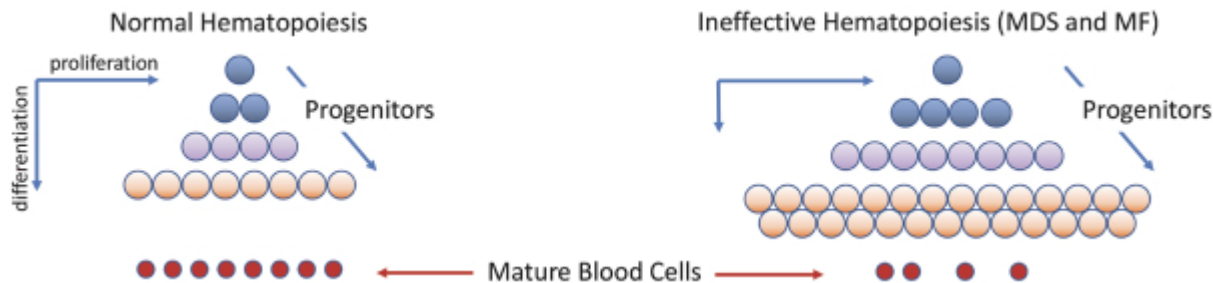 Normal Hematopoiesis
Ineffective Hematopoiesis (MDS and MF)
proliferation
differentiation
Progenitors
Progenitors
Mature Blood Cells